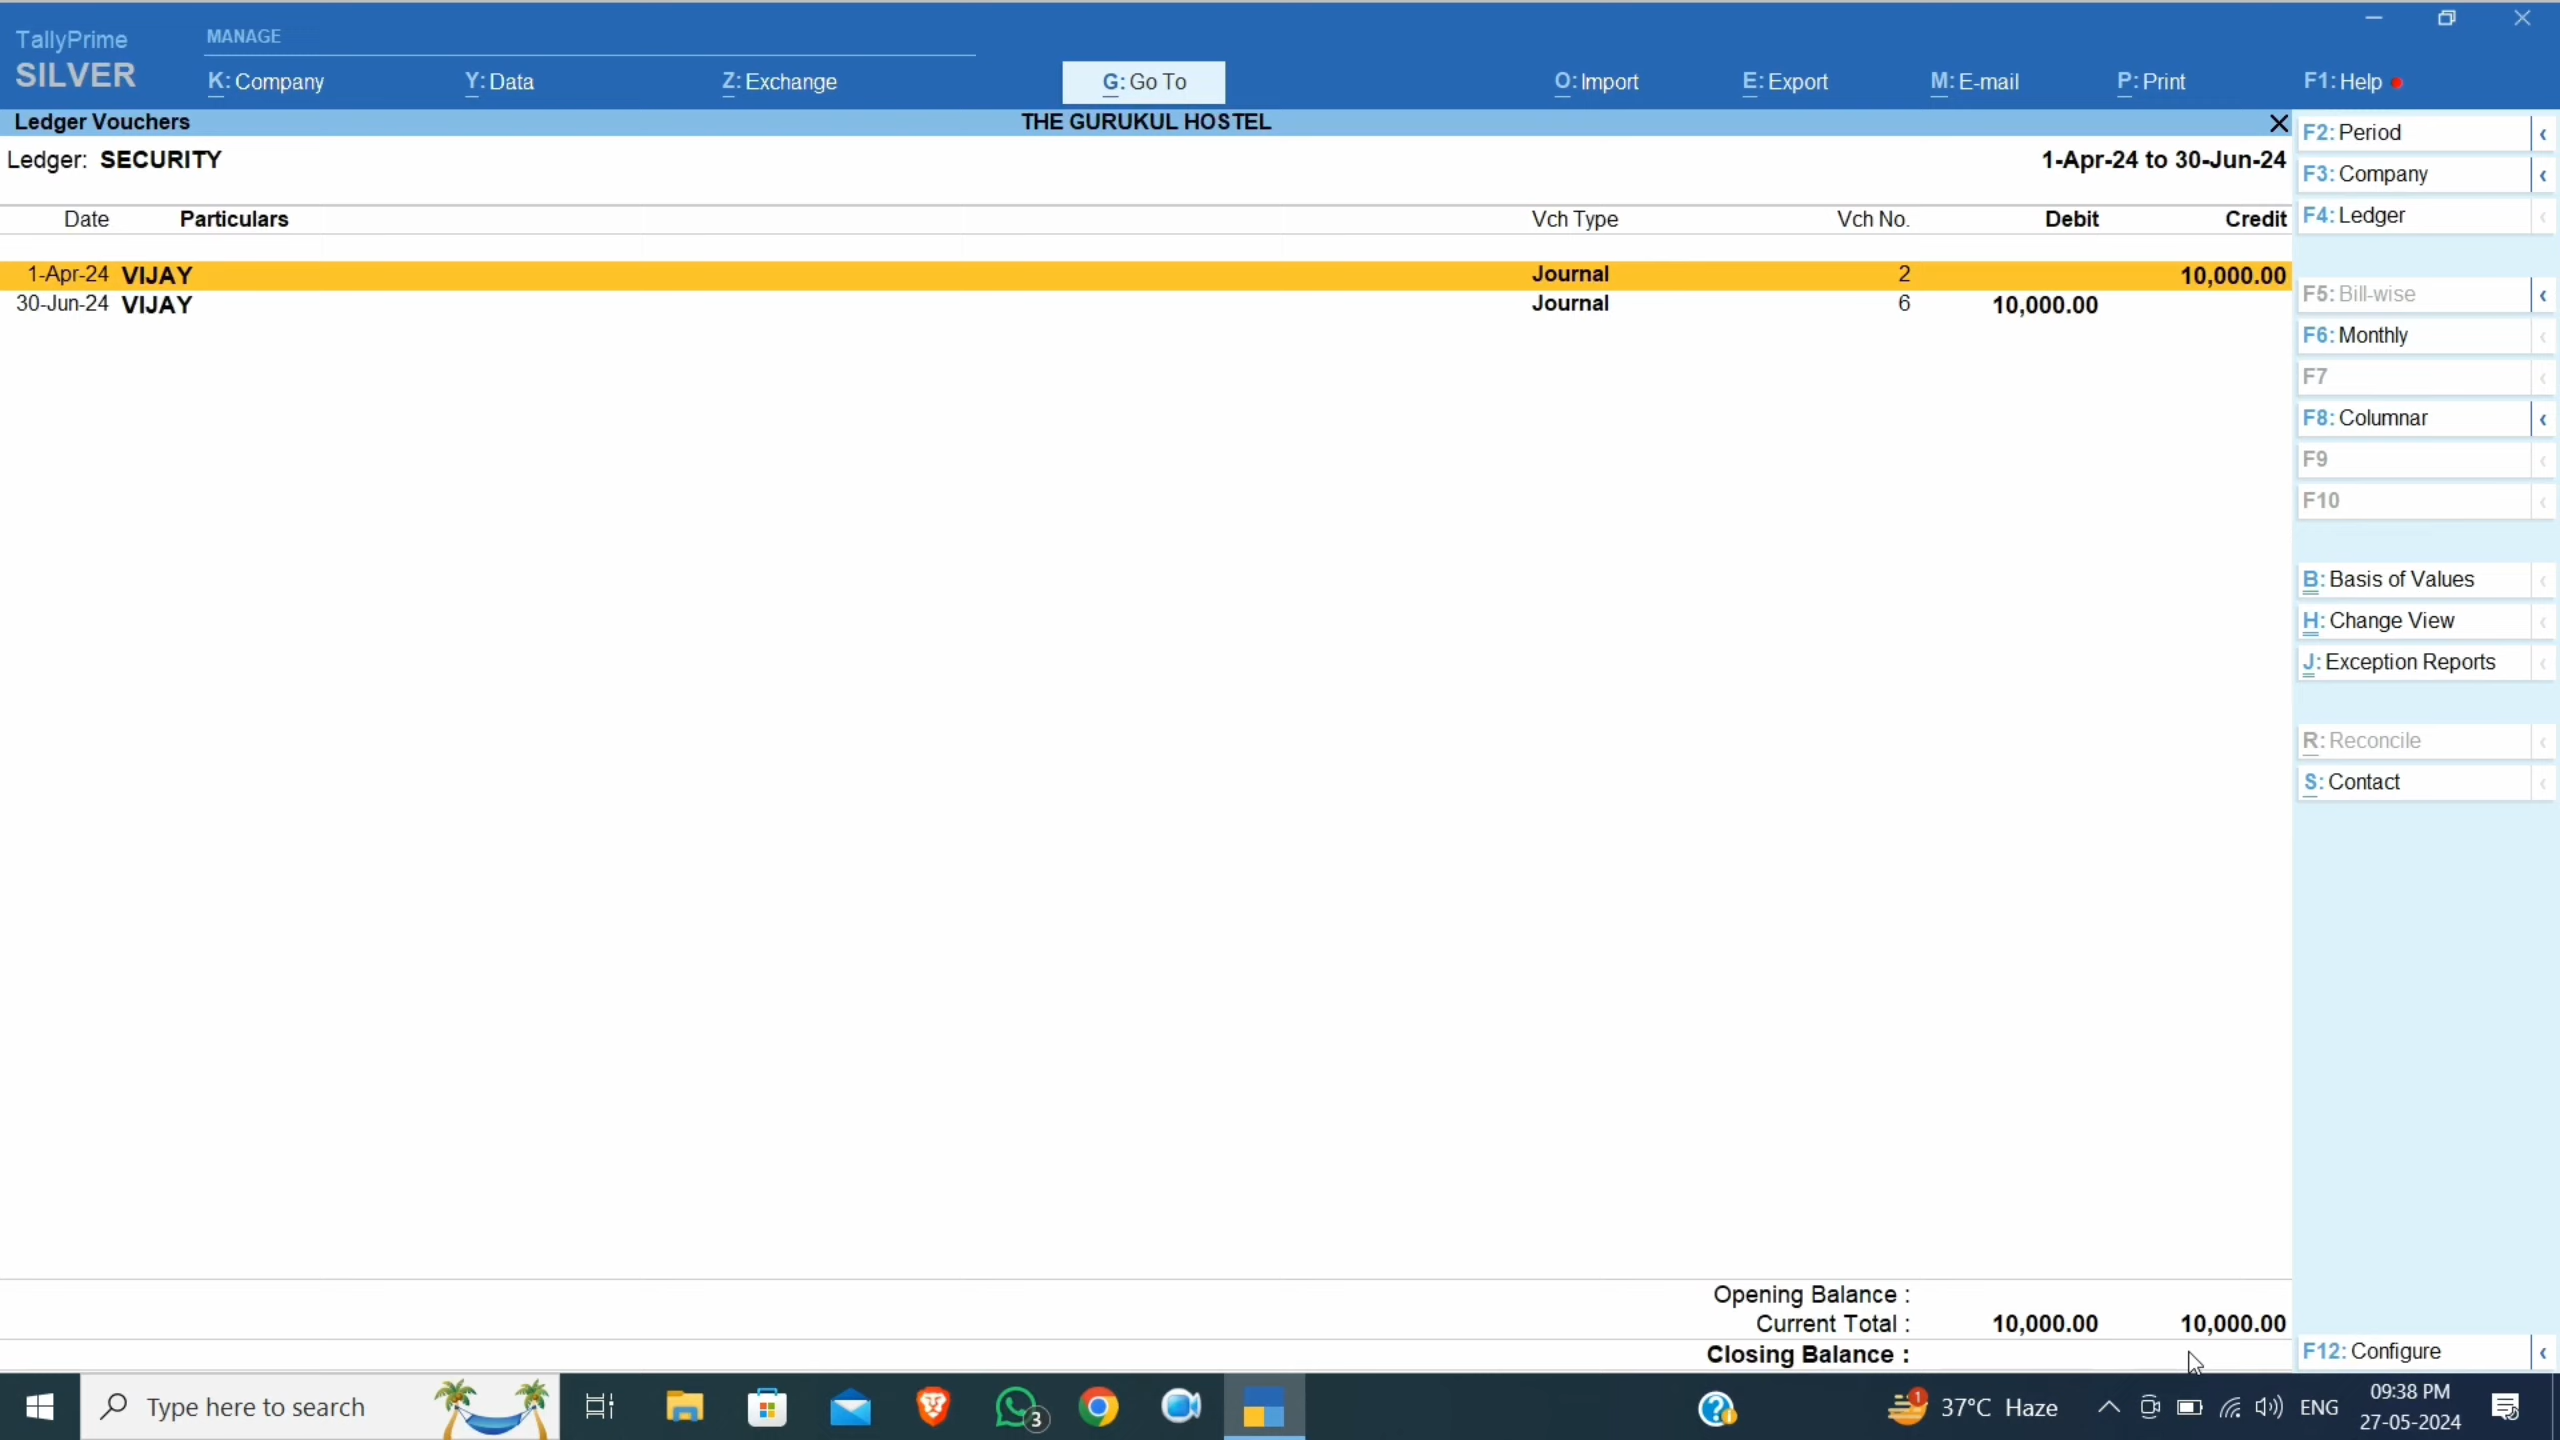 TallyPrime
SILVER
MANAGE
K: Company Y: Data Z: Exchange G: Go To O: Import E: Export M: E-mail P: Print F1: Help
Ledger Vouchers THE GURUKUL HOSTEL
Ledger: SECURITY 1-Apr-24 to 30-Jun-24
Date Particulars Vch Type Vch No. Debit Credit
1-Apr-24 VIJAY Journal 2 10,000.00
30-Jun-24 VIJAY Journal 6 10,000.00
Opening Balance :
Current Total : 10,000.00 10,000.00
Closing Balance :
F2: Period
F3: Company
F4: Ledger
F5: Bill-wise
F6: Monthly
F7
F8: Columnar
F9
F10
B: Basis of Values
H: Change View
J: Exception Reports
R: Reconcile
S: Contact
F12: Configure
Type here to search 3 1 37°C Haze ENG 09:38 PM
27-05-2024